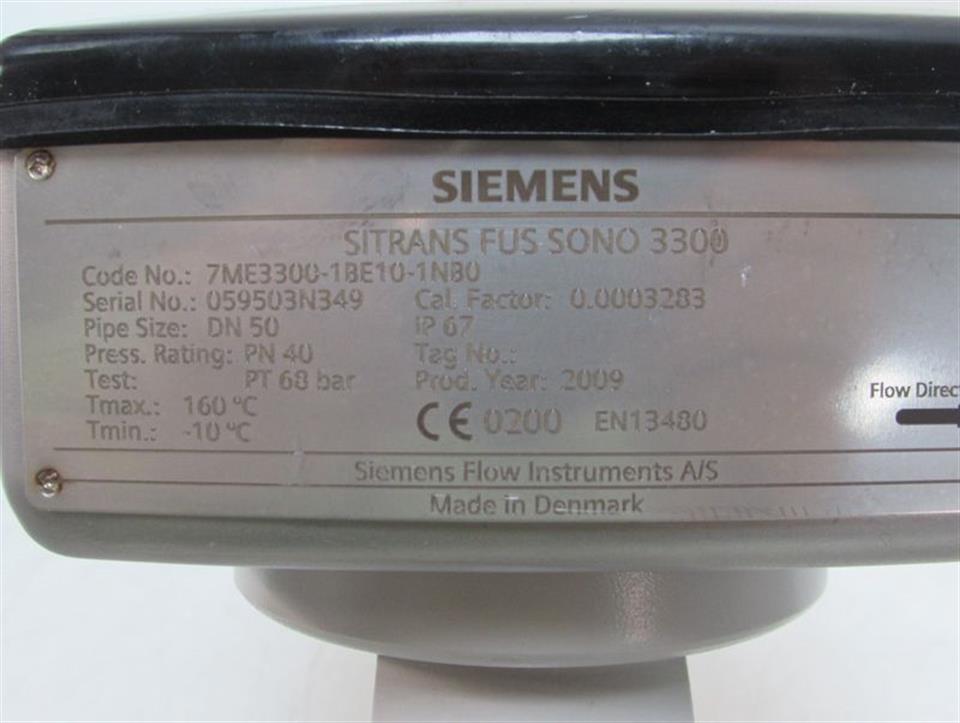 SIEMENS
SITRANS FUS SONO 3300
Code No.: 7ME3300-1BE10-1NB0
Serial No.: 059503N349 Cal. Factor: 0.0003283
Pipe Size: DN 50 IP 67
Press. Rating: PN 40 Tag No.:
Test: PT 68 bar Prod. Year: 2009
Tmax.: 160 °C CE 0200 EN13480
Tmin.: -10 °C
Flow Direct
Siemens Flow Instruments A/S
Made in Denmark